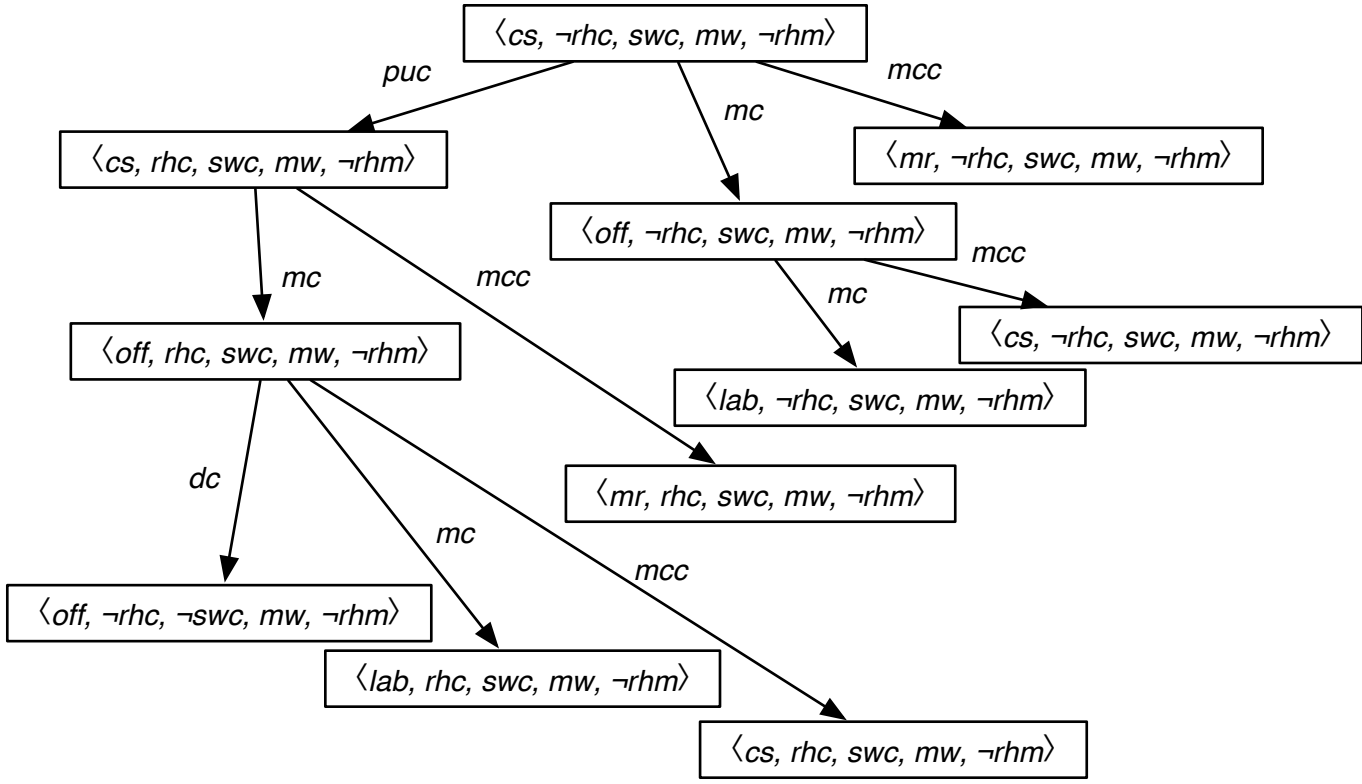 〈cs, ¬rhc, swc, mw, ¬rhm〉
puc
mcc
mc
〈cs, rhc, swc, mw, ¬rhm〉
〈mr, ¬rhc, swc, mw, ¬rhm〉
〈off, ¬rhc, swc, mw, ¬rhm〉
mc
mcc
mcc
mc
〈off, rhc, swc, mw, ¬rhm〉
〈cs, ¬rhc, swc, mw, ¬rhm〉
〈lab, ¬rhc, swc, mw, ¬rhm〉
dc
〈mr, rhc, swc, mw, ¬rhm〉
mc
mcc
〈off, ¬rhc, ¬swc, mw, ¬rhm〉
〈lab, rhc, swc, mw, ¬rhm〉
〈cs, rhc, swc, mw, ¬rhm〉